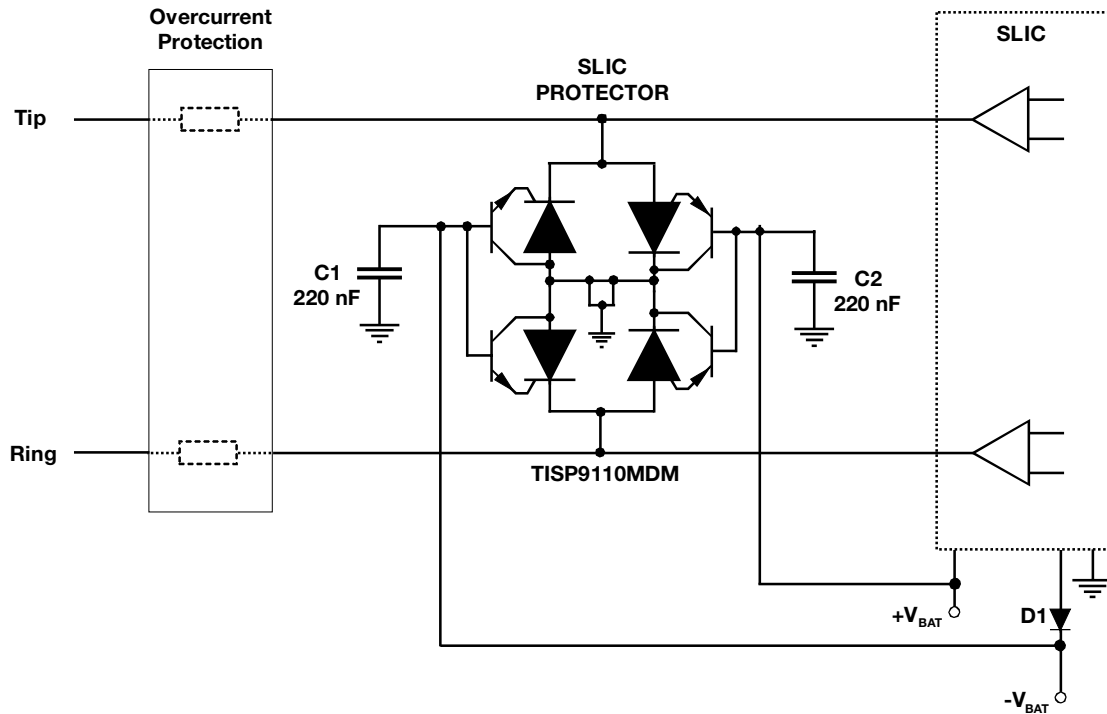 Overcurrent
Protection
SLIC
SLIC
PROTECTOR
Tip
C1
220 nF
C2
220 nF
Ring
TISP9110MDM
+VBAT
D1
-VBAT